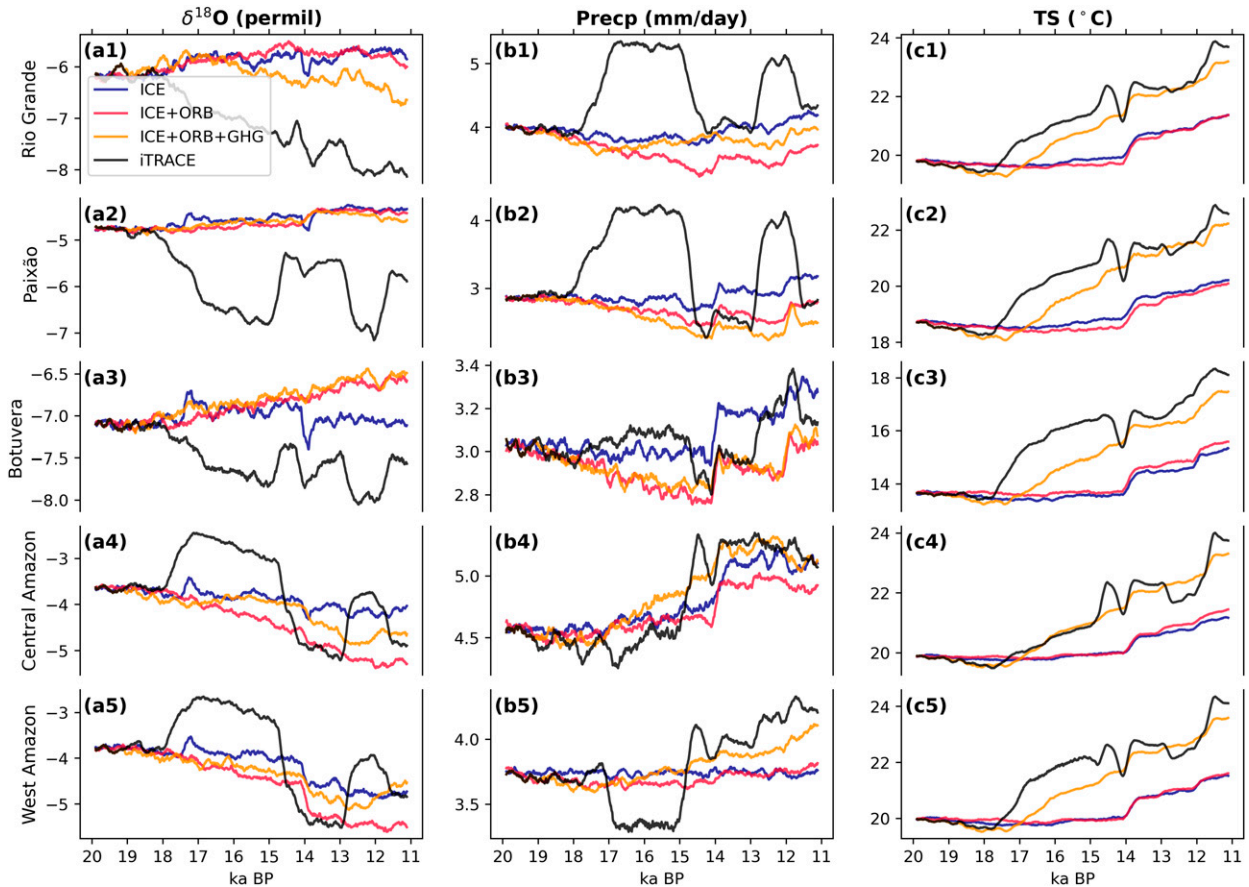 δ18O (permil) Precp (mm/day) TS (°C)
Rio Grande
(a1) (b1) (c1)
−6
−7
−8
ICE
ICE+ORB
ICE+ORB+GHG
iTRACE
5
4
24
22
20
Paixão
(a2) (b2) (c2)
−5
−6
−7
4
3
22
20
18
Botuvera
(a3) (b3) (c3)
−6.5
−7.0
−7.5
−8.0
3.4
3.2
3.0
2.8
18
16
14
Central Amazon
(a4) (b4) (c4)
−3
−4
−5
5.0
4.5
24
22
20
West Amazon
(a5) (b5) (c5)
−3
−4
−5
4.0
3.5
24
22
20
20 19 18 17 16 15 14 13 12 11
20 19 18 17 16 15 14 13 12 11
20 19 18 17 16 15 14 13 12 11
ka BP ka BP ka BP